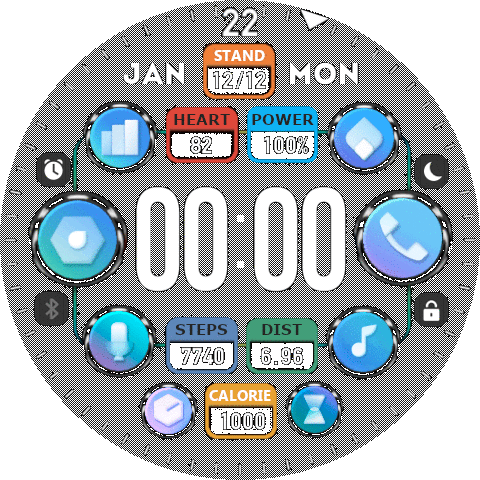 22
JAN MON
STAND
12/12
HEART POWER
82 100%
00:00
STEPS DIST
7740 6.96
CALORIE
1000